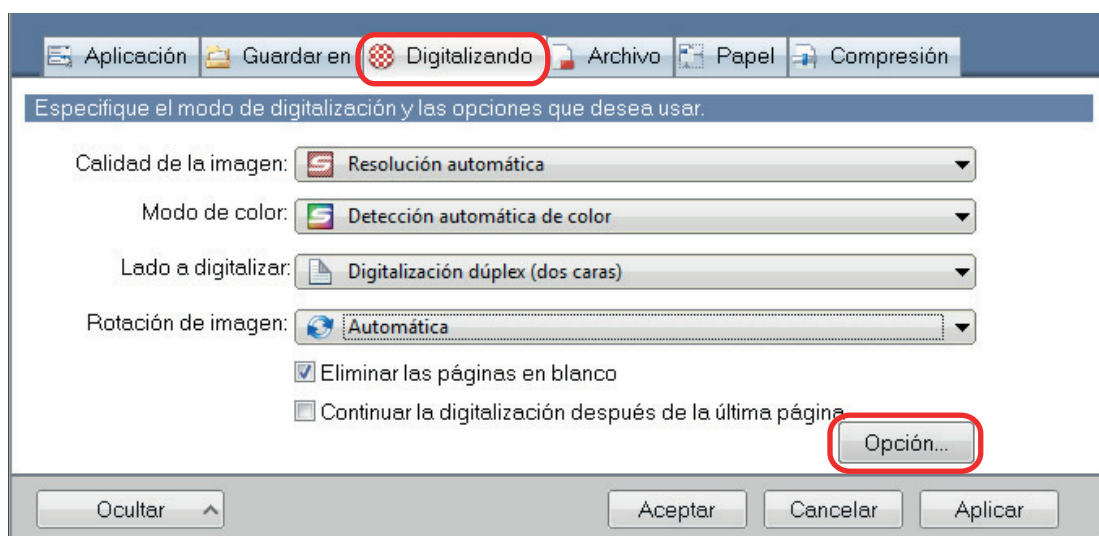 Aplicación Guardar en Digitalizando Archivo Papel Compresión
Especifique el modo de digitalización y las opciones que desea usar.
Calidad de la imagen: Resolución automática
Modo de color: Detección automática de color
Lado a digitalizar: Digitalización dúplex (dos caras)
Rotación de imagen: Automática
Eliminar las páginas en blanco
Continuar la digitalización después de la última página
Opción...
Ocultar Aceptar Cancelar Aplicar